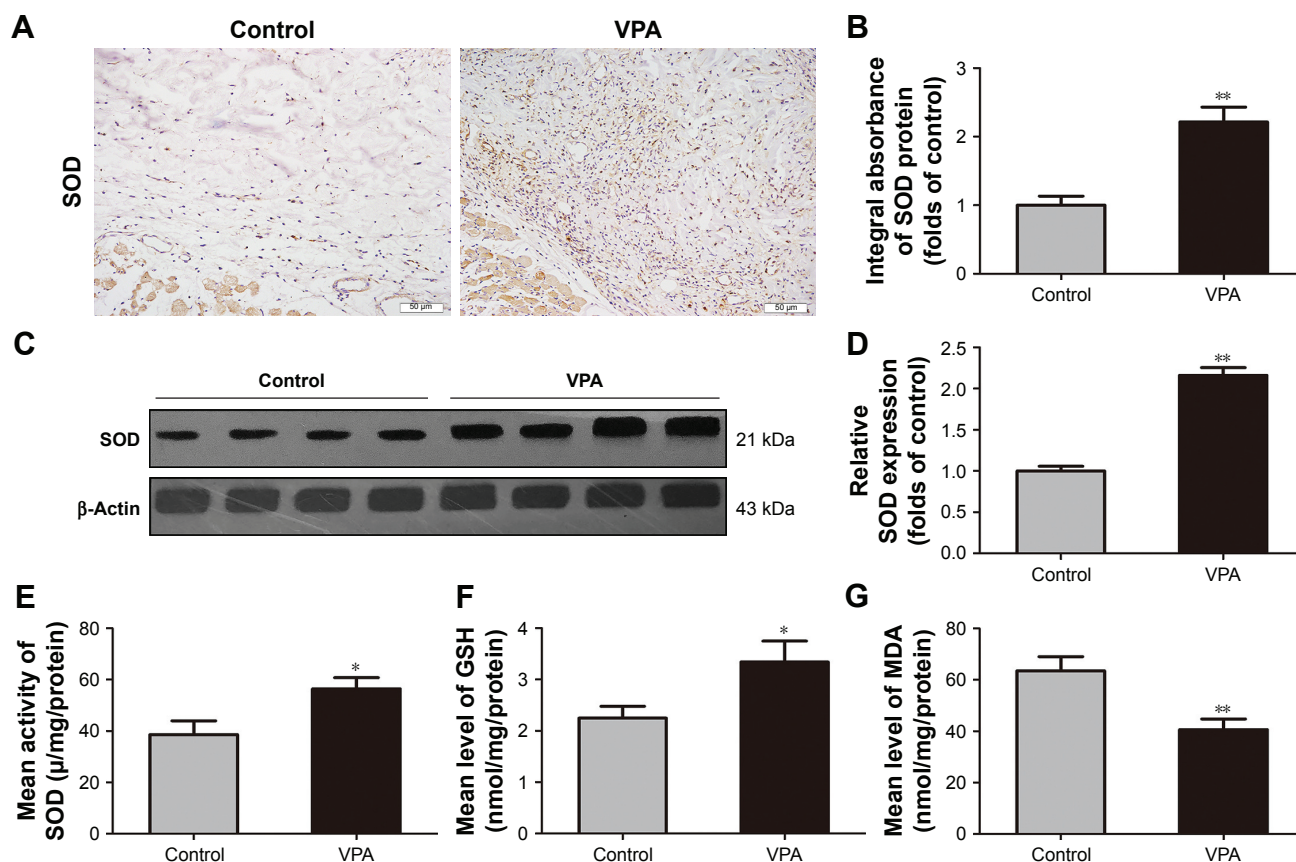 A
Control
VPA
SOD
50 µm
50 µm
B
Integral absorbance
of SOD protein
(folds of control)
3
2
1
0
**
Control
VPA
C
Control
VPA
SOD
21 kDa
β-Actin
43 kDa
D
Relative
SOD expression
(folds of control)
2.5
2.0
1.5
1.0
0.5
0.0
**
Control
VPA
E
Mean activity of
SOD (µ/mg/protein)
80
60
40
20
0
*
Control
VPA
F
Mean level of GSH
(nmol/mg/protein)
4
3
2
1
0
*
Control
VPA
G
Mean level of MDA
(nmol/mg/protein)
80
60
40
20
0
**
Control
VPA